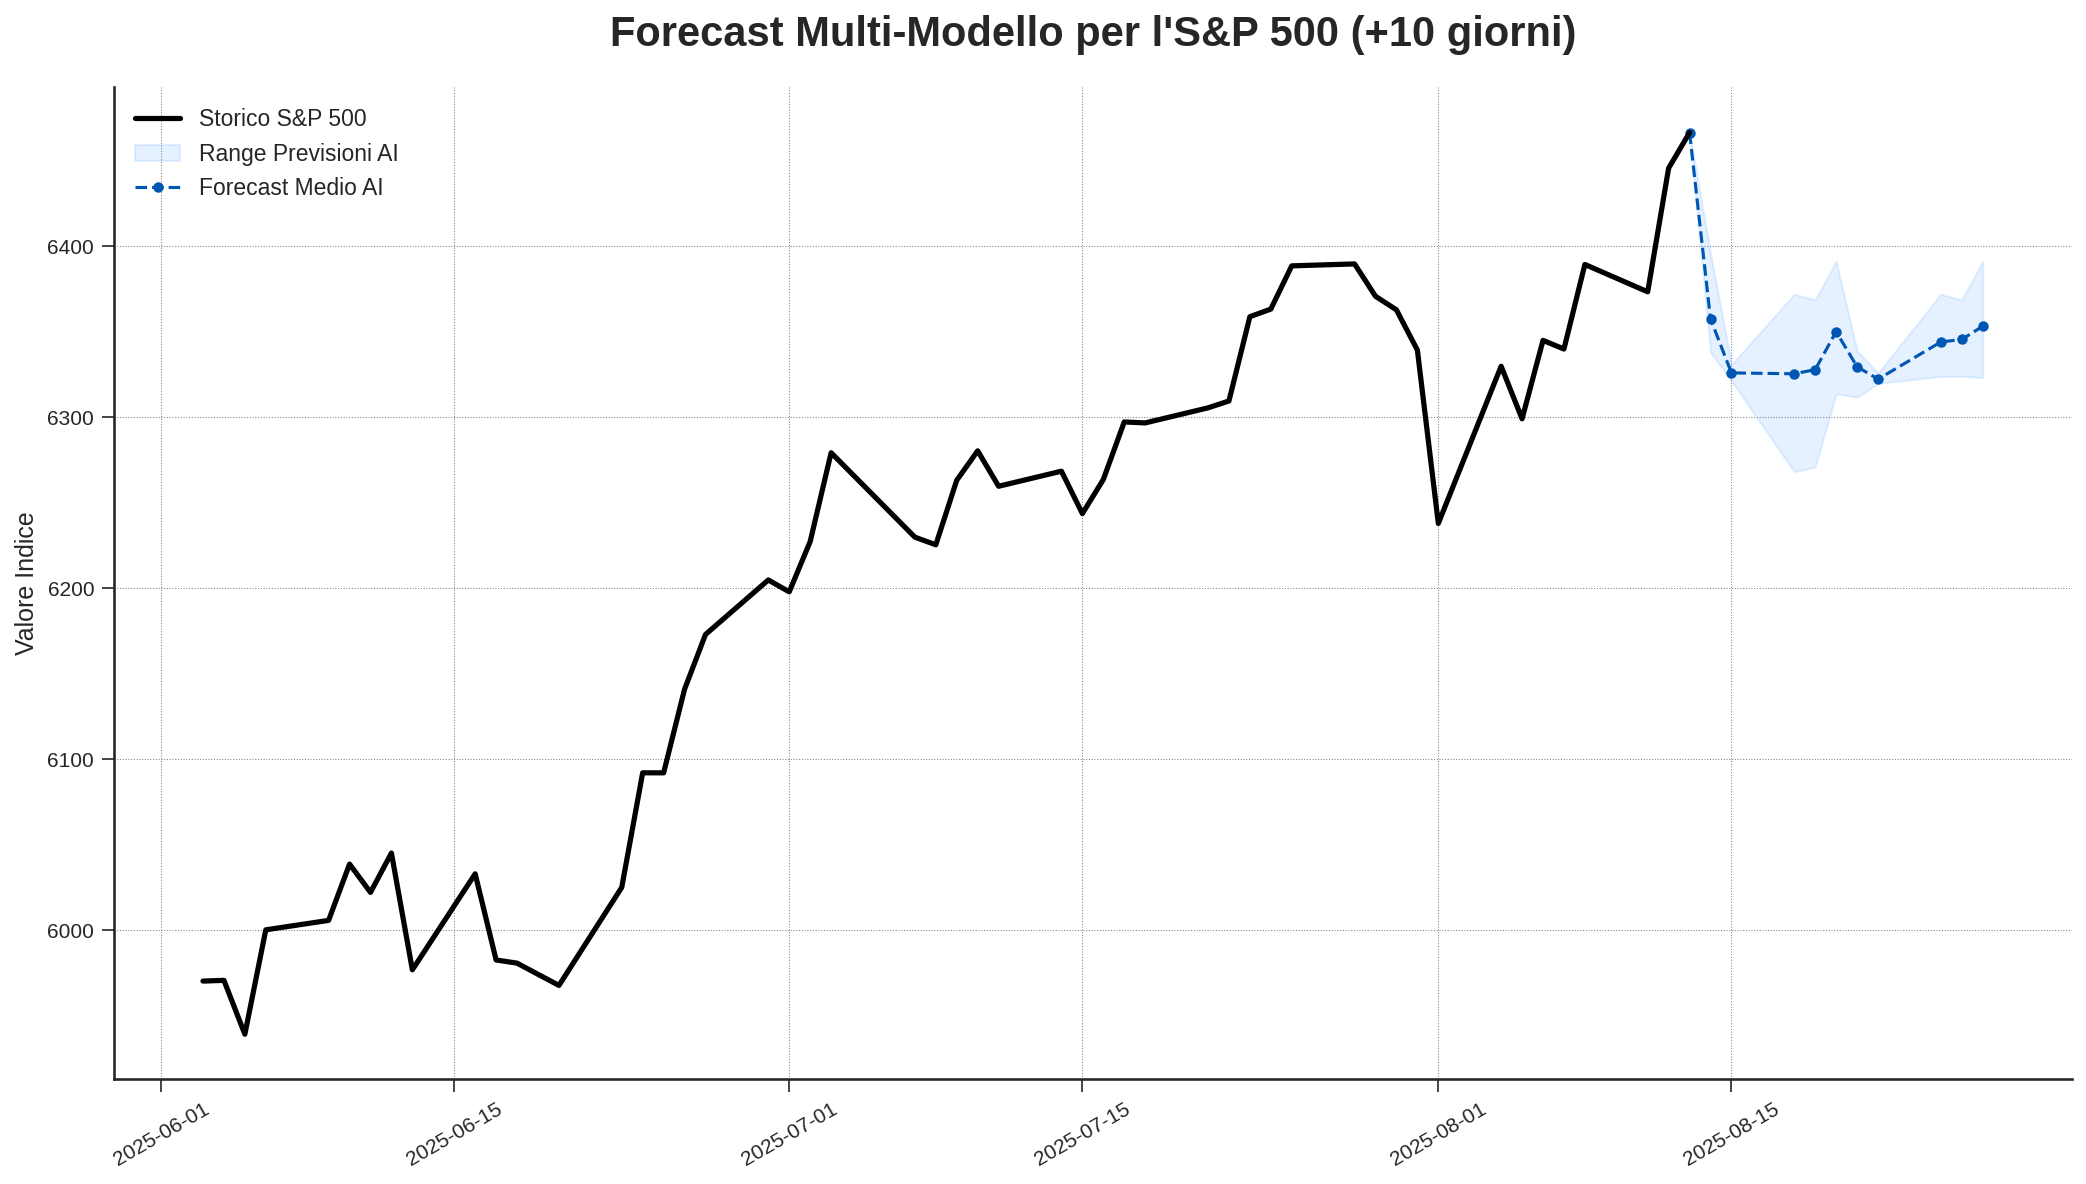 Forecast Multi-Modello per l'S&P 500 (+10 giorni)
Storico S&P 500
Range Previsioni AI
Forecast Medio AI
Valore Indice
6400
6300
6200
6100
6000
2025-06-01
2025-06-15
2025-07-01
2025-07-15
2025-08-01
2025-08-15